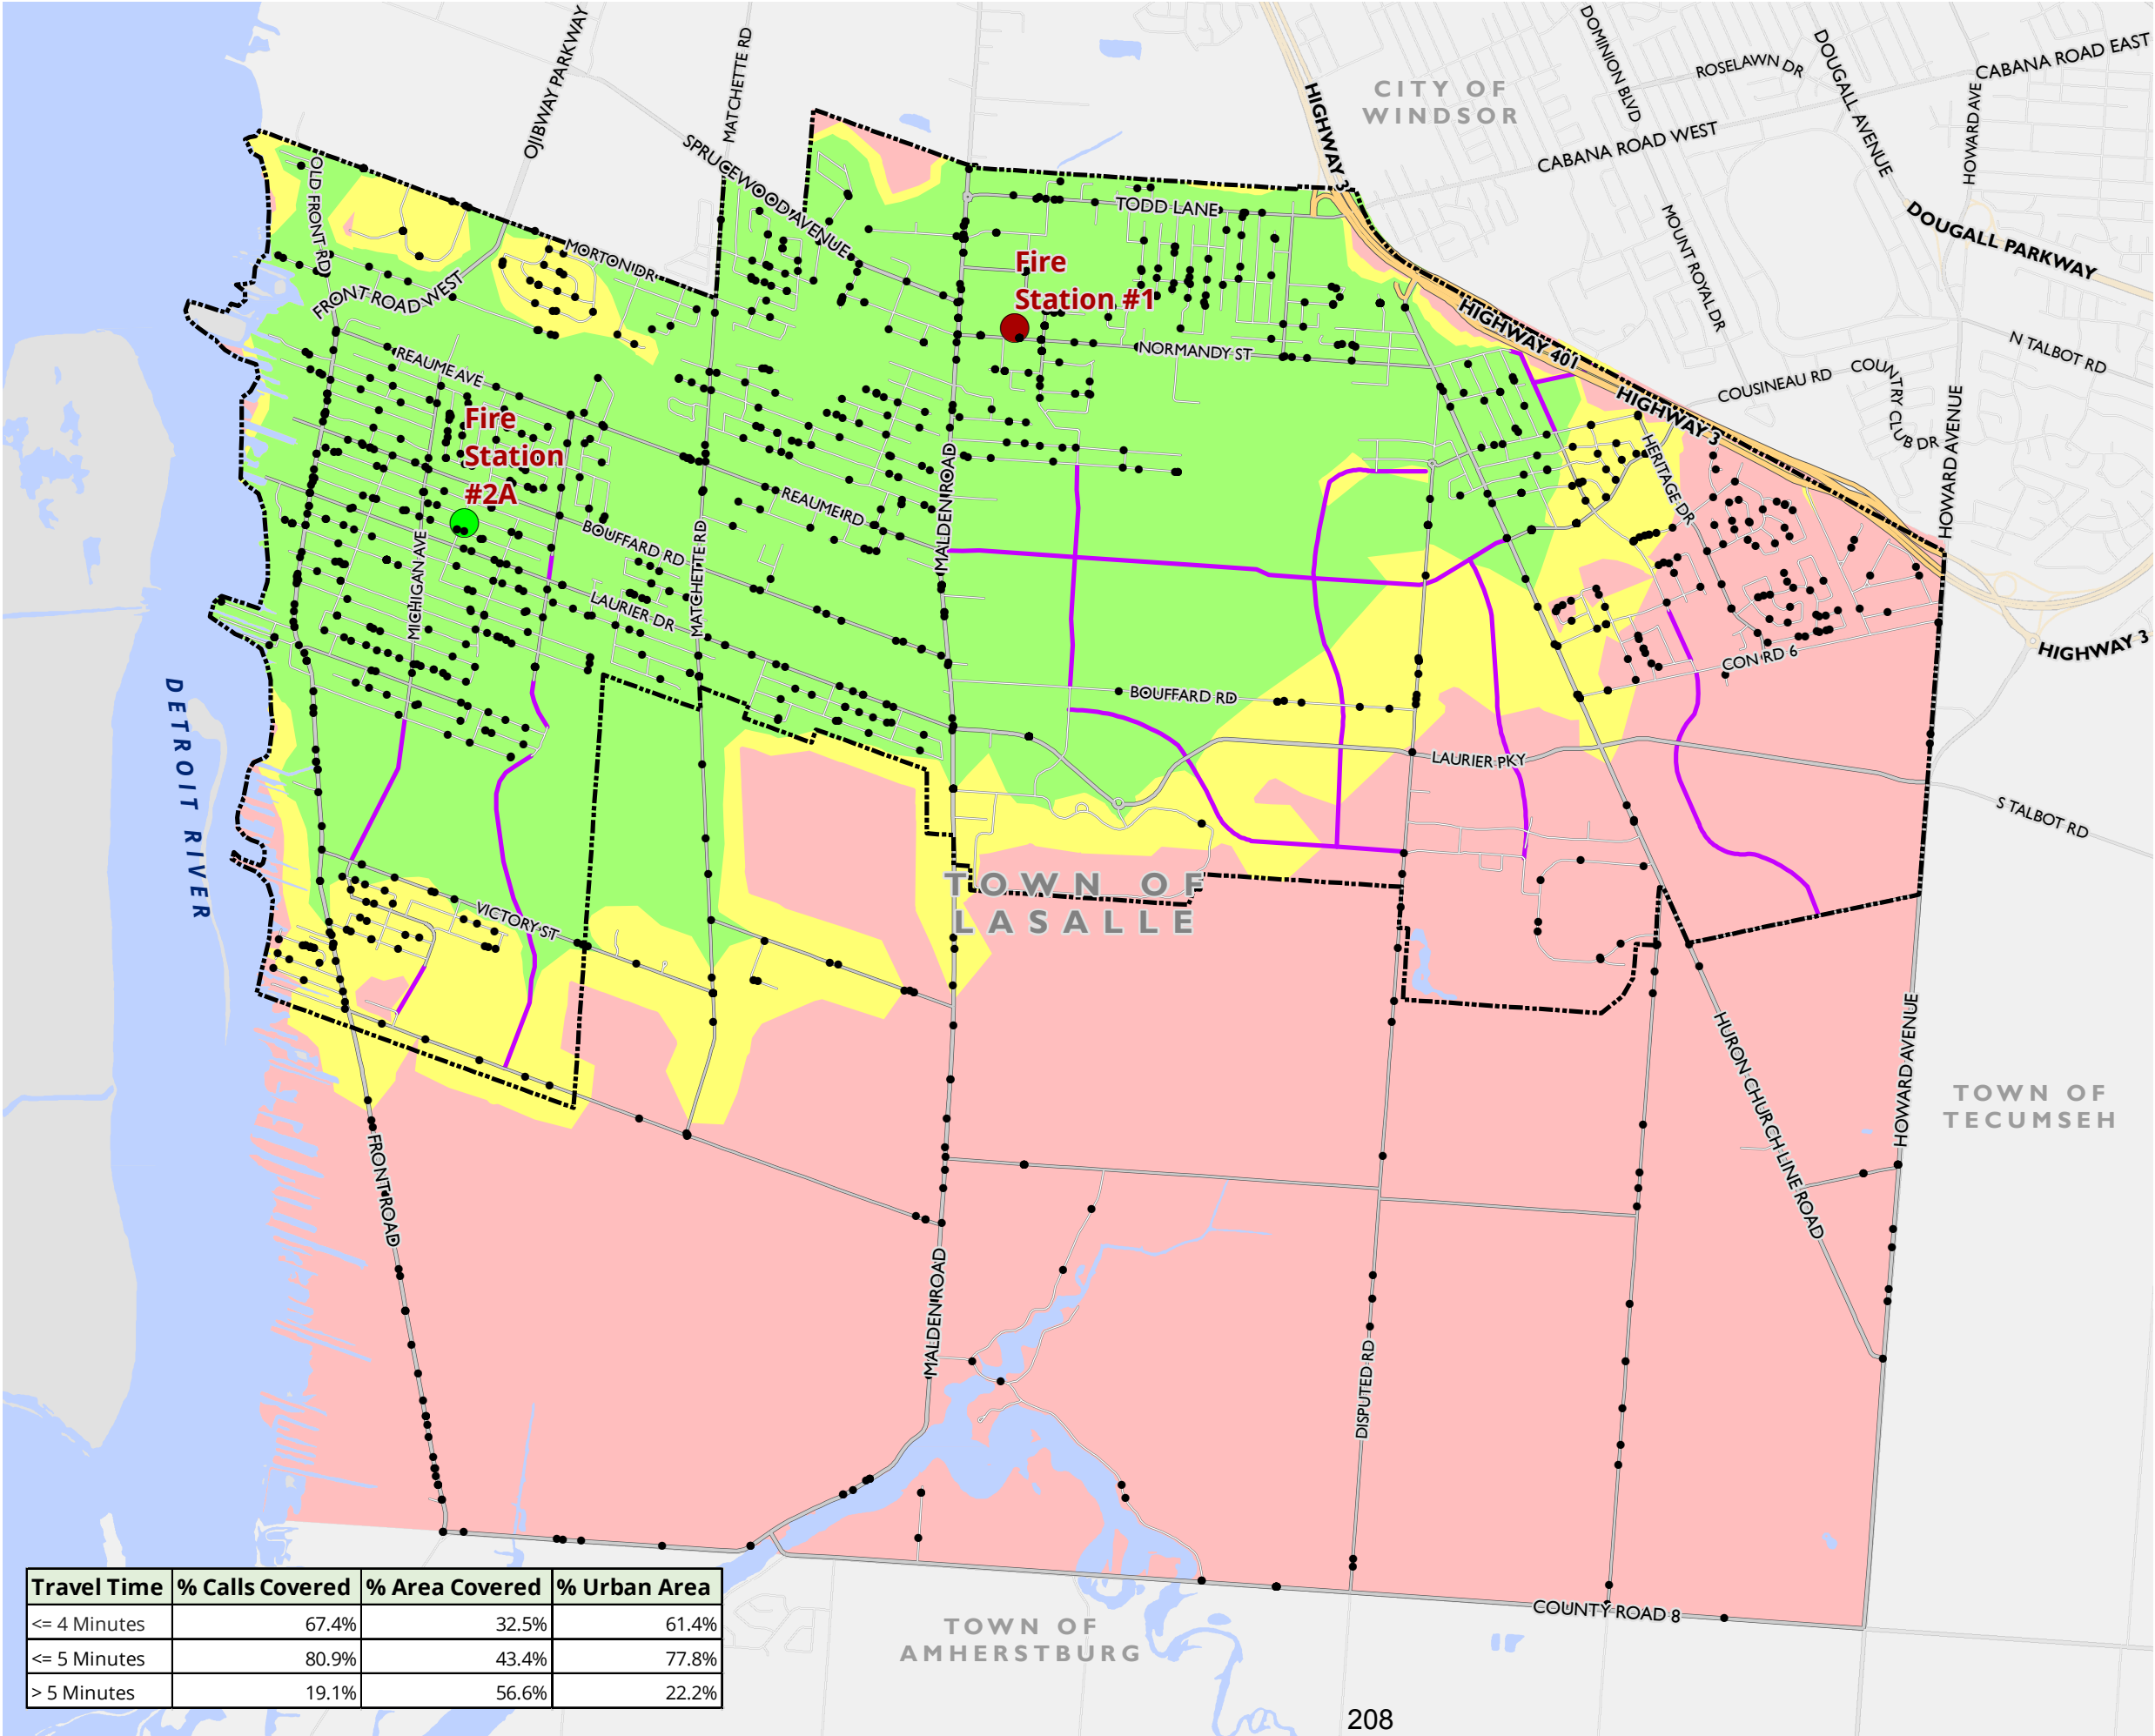 OJIBWAY PARKWAY
MATCHETTE RD
SPRUCEWOOD AVENUE
HIGHWAY 3
CITY OF
WINDSOR
DOMINION BLVD
ROSELAWN DR
DOUGALL AVENUE
CABANA ROAD EAST
HOWARD AVE
CABANA ROAD WEST
DOUGALL PARKWAY
MOUNT ROYAL DR
OLD FRONT RD
MORTON DR
TODD LANE
FRONT ROAD WEST
Fire
Station #1
HIGHWAY 401
N TALBOT RD
NORMANDY ST
REAUME AVE
COUSINEAU RD
COUNTRY CLUB DR
HIGHWAY 3
HOWARD AVENUE
Fire
Station
#2A
HERITAGE DR
MALDEN ROAD
REAUME RD
BOUFFARD RD
MATCHETTE RD
MICHIGAN AVE
LAURIER DR
CON RD 6
HIGHWAY 3
BOUFFARD RD
LAURIER PKY
S TALBOT RD
DETROIT RIVER
VICTORY ST
TOWN OF
LASALLE
HURON CHURCH LINE ROAD
HOWARD AVENUE
TOWN OF
TECUMSEH
FRONT ROAD
MALDEN ROAD
DISPUTED RD
COUNTY ROAD 8
TOWN OF
AMHERSTBURG
Travel Time % Calls Covered % Area Covered % Urban Area
<= 4 Minutes 67.4% 32.5% 61.4%
<= 5 Minutes 80.9% 43.4% 77.8%
> 5 Minutes 19.1% 56.6% 22.2%
208